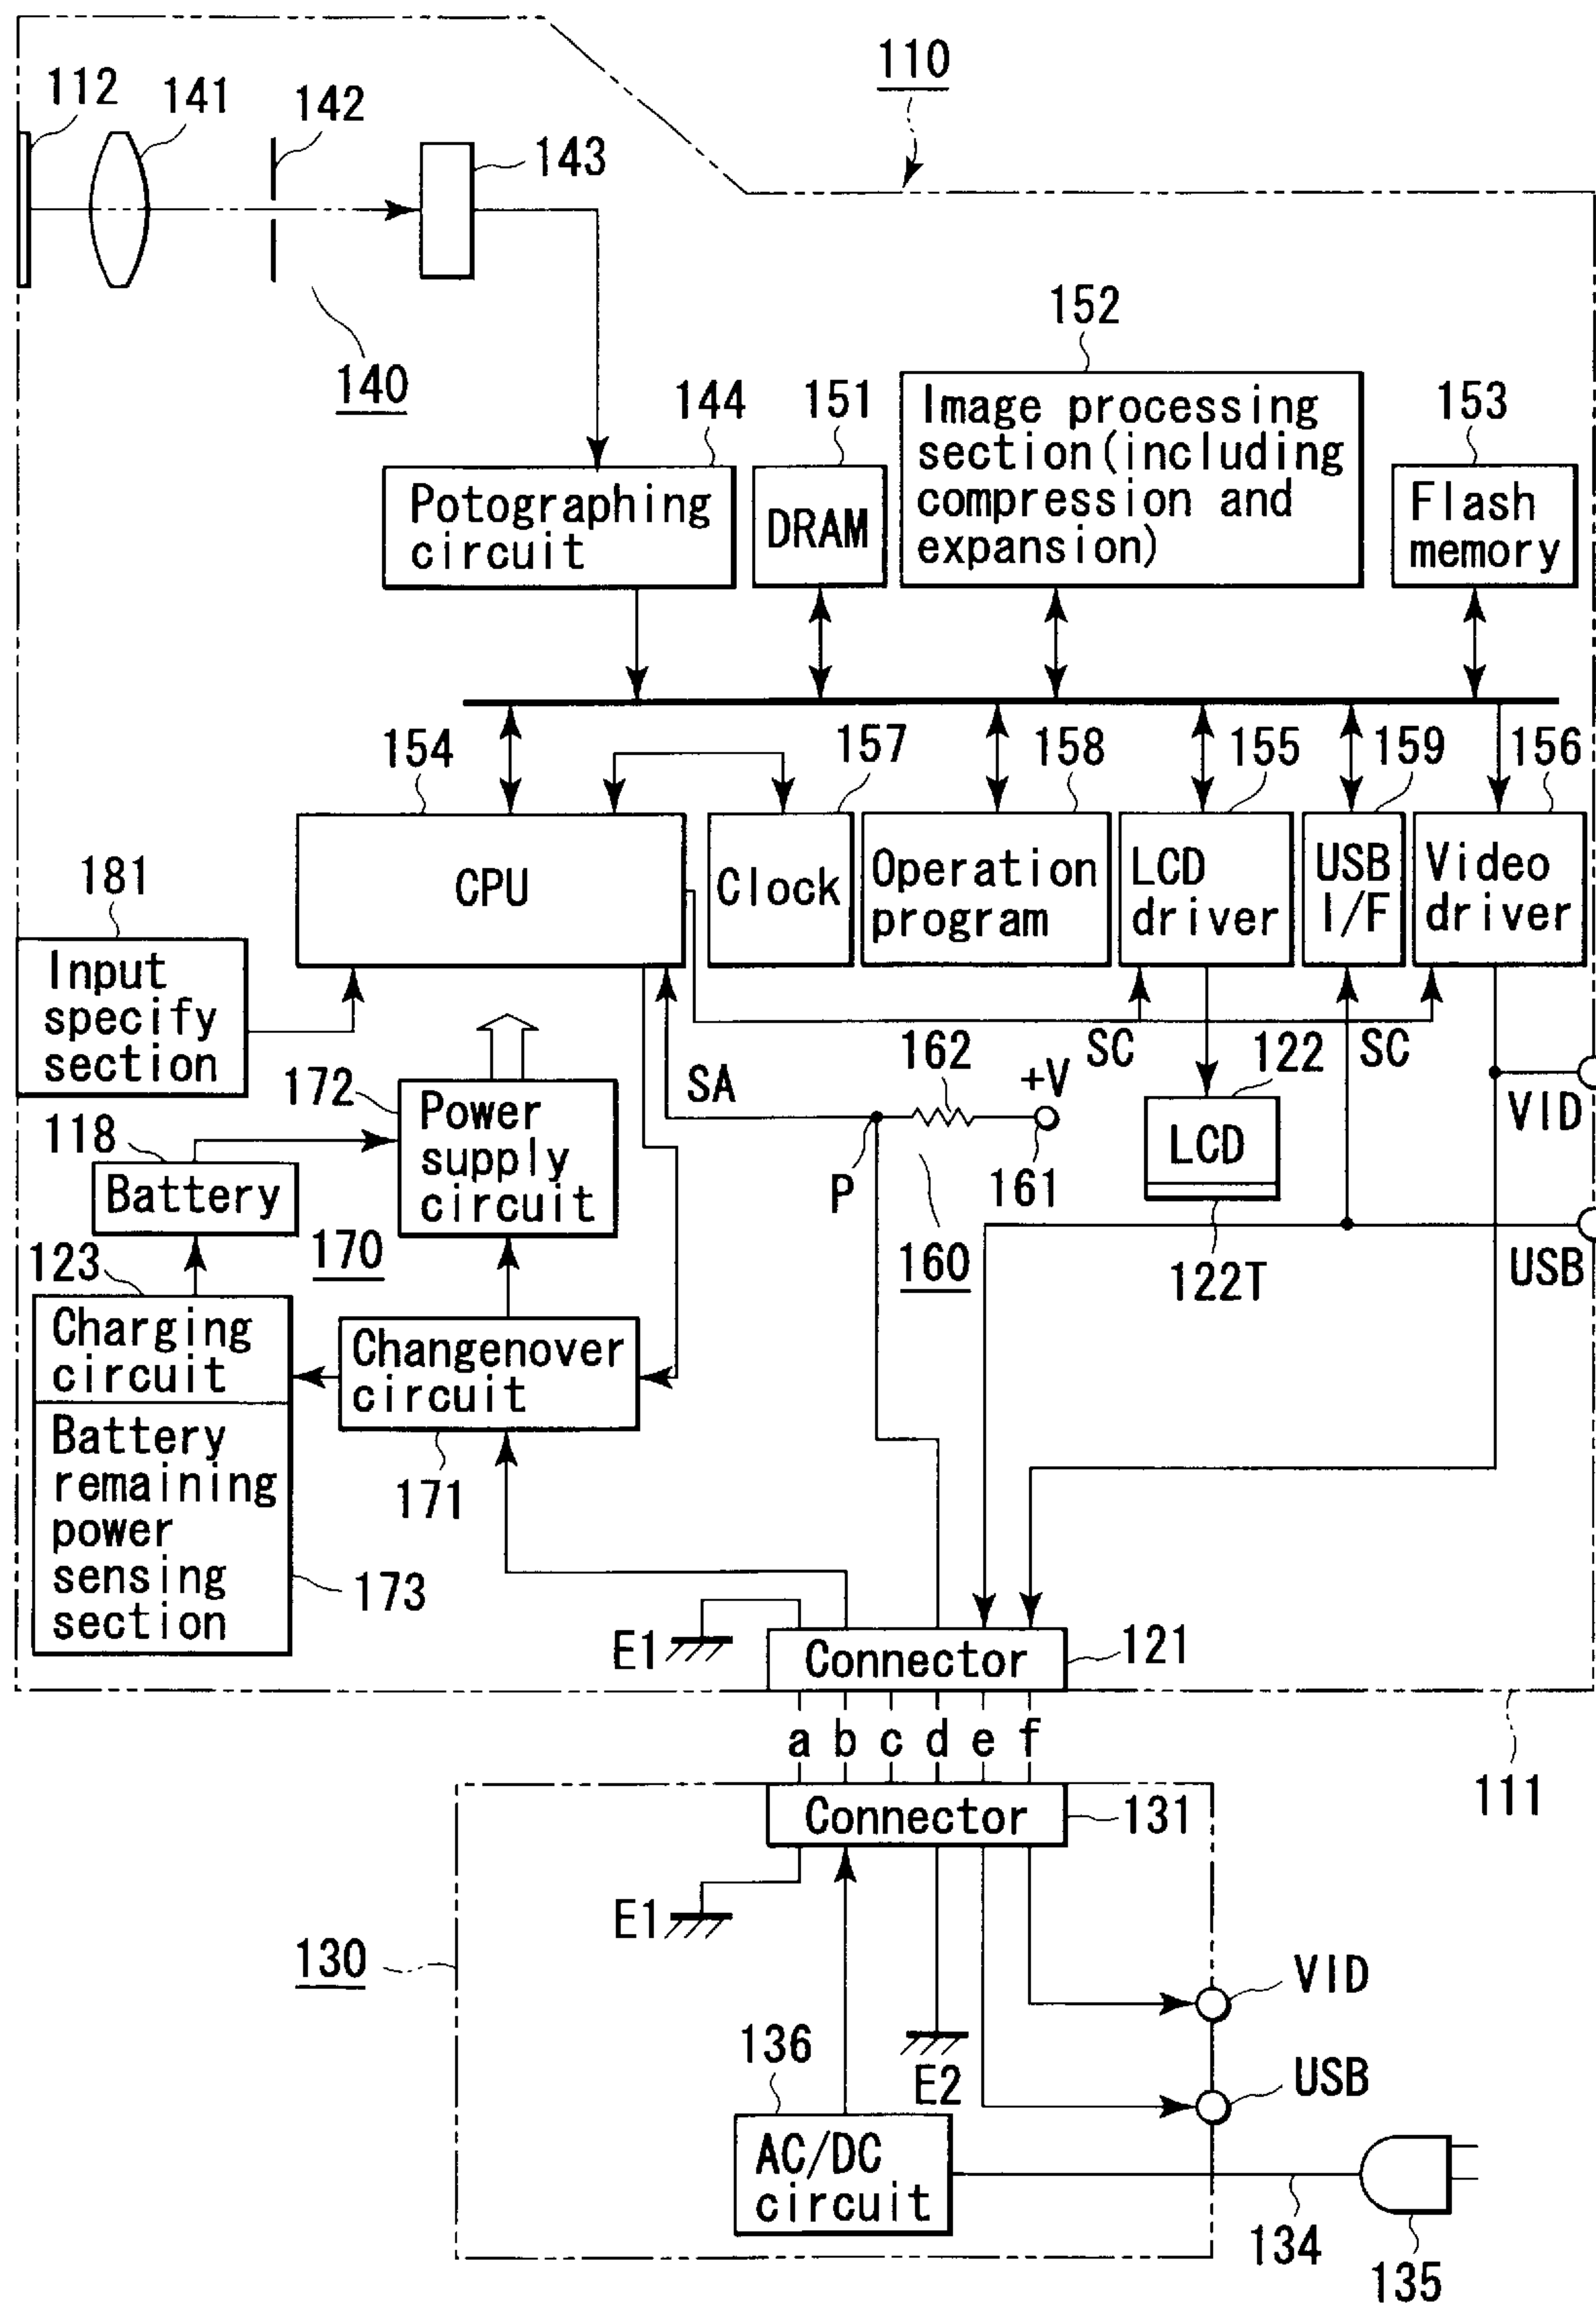 110
112
141
142
143
140
152
144
151
Image processing
section(including
compression and
expansion)
153
Potographing
circuit
DRAM
Flash
memory
154
157
158
155
159
156
CPU
Clock
Operation
program
LCD
driver
USB
I/F
Video
driver
181
Input
specify
section
SC
SC
162
122
+V
SA
172
Power
supply
circuit
VID
118
Battery
P
161
LCD
170
160
122T
USB
123
Charging
circuit
Changenover
circuit
Battery
remaining
power
sensing
section
171
173
E1
Connector
121
a b c d e f
111
Connector
131
E1
130
VID
136
E2
USB
AC/DC
circuit
134
135